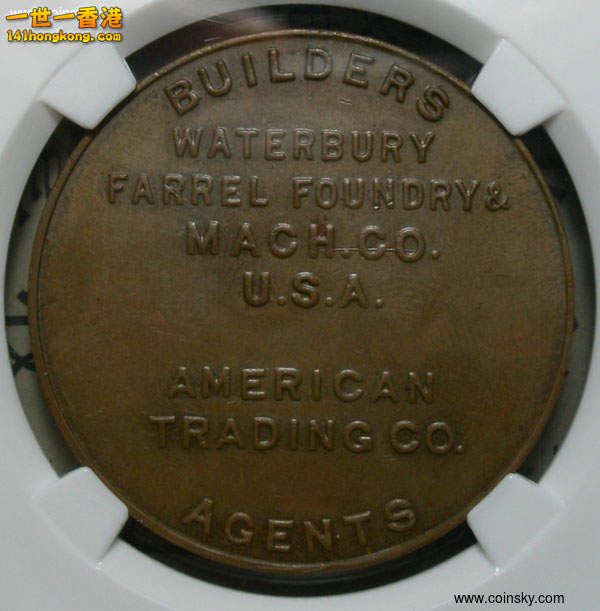 一世一香港
141hongkong.com
BUILDERS
WATERBURY
FARREL FOUNDRY &
MACH. CO.
U.S.A.
AMERICAN
TRADING CO.
AGENTS
www.coinsky.com